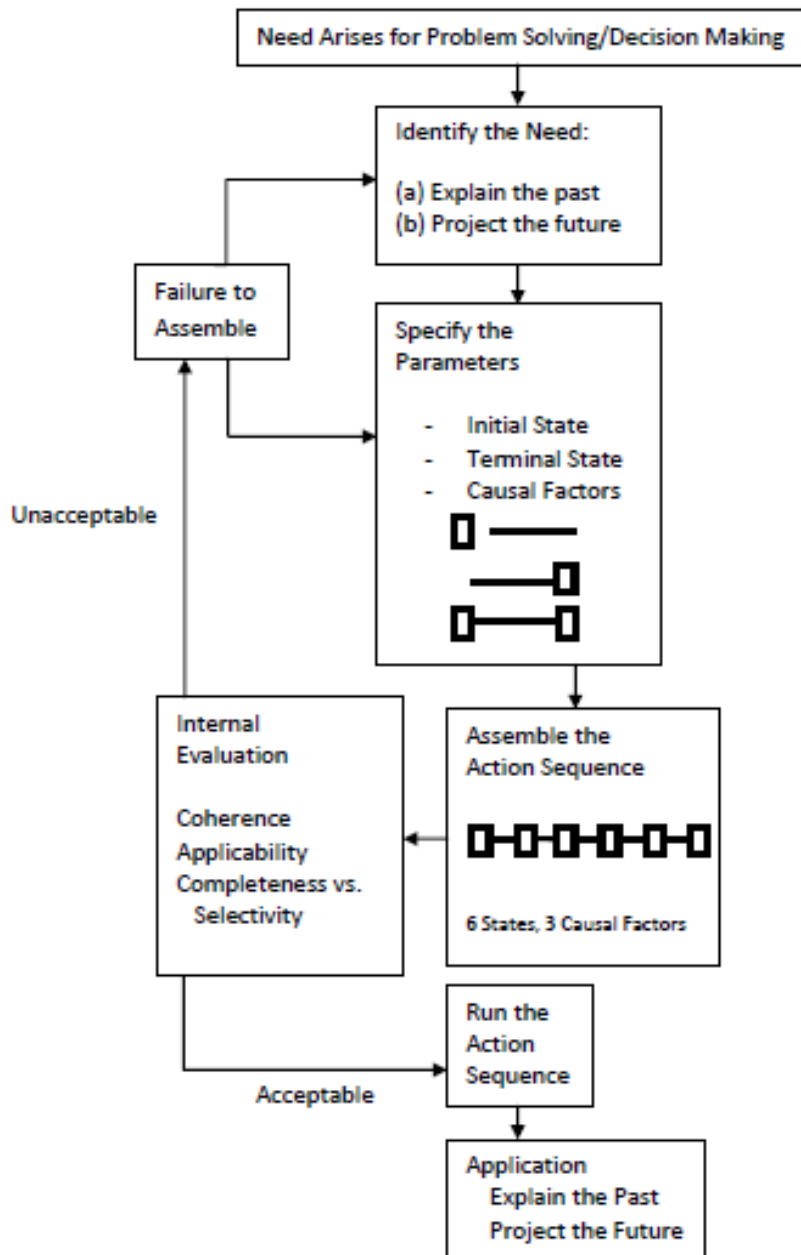 Need Arises for Problem Solving/Decision Making
Identify the Need:
(a) Explain the past
(b) Project the future
Failure to
Assemble
Specify the
Parameters
- Initial State
- Terminal State
- Causal Factors
Unacceptable
Internal
Evaluation
Coherence
Applicability
Completeness vs.
Selectivity
Assemble the
Action Sequence
6 States, 3 Causal Factors
Run the
Action
Sequence
Acceptable
Application
Explain the Past
Project the Future